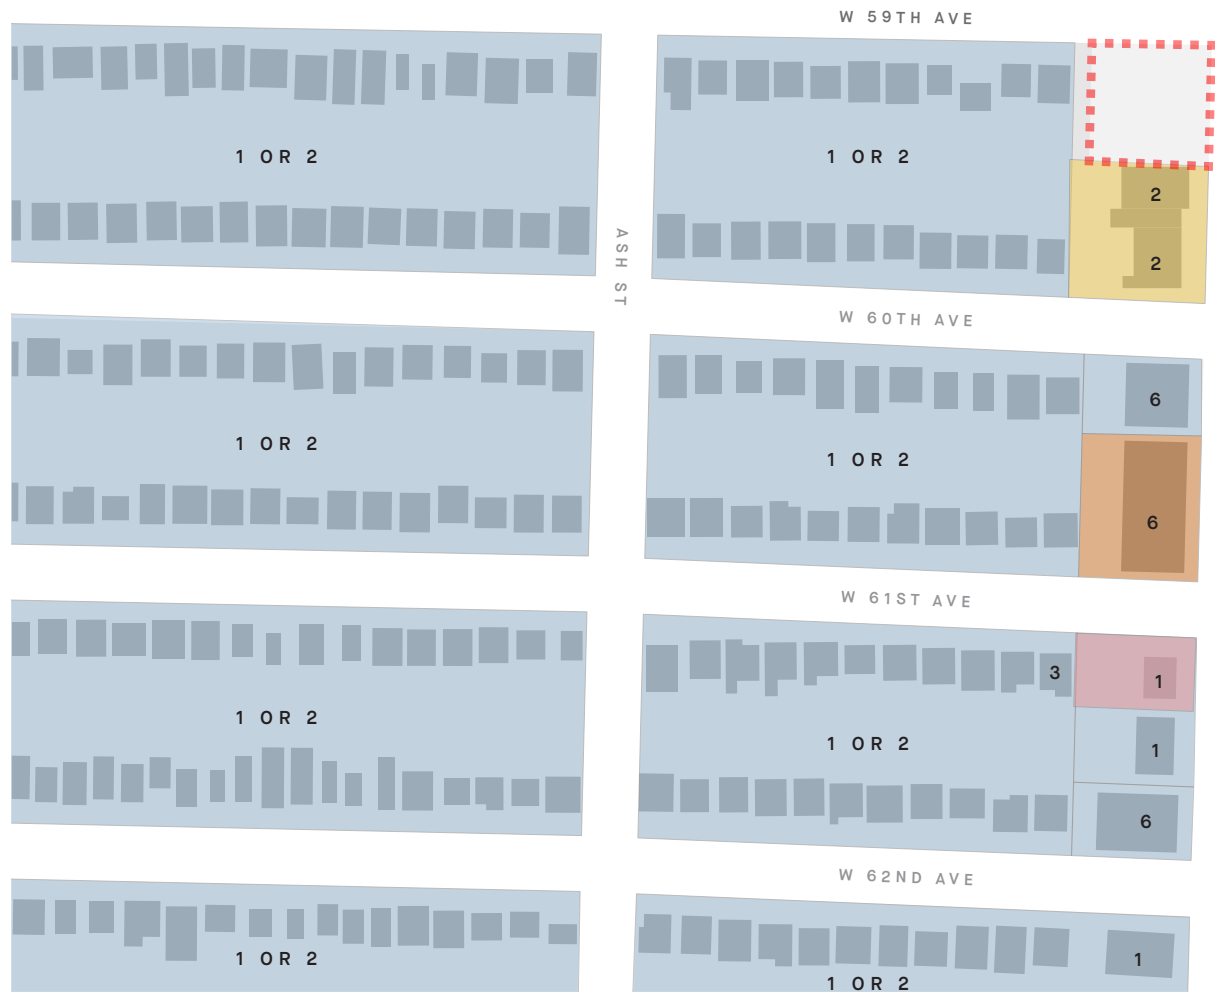 W 59TH AVE
1 OR 2
1 OR 2
2
ASH ST
2
W 60TH AVE
6
1 OR 2
1 OR 2
6
W 61ST AVE
3
1
1 OR 2
1 OR 2
1
6
W 62ND AVE
1 OR 2
1
1 OR 2